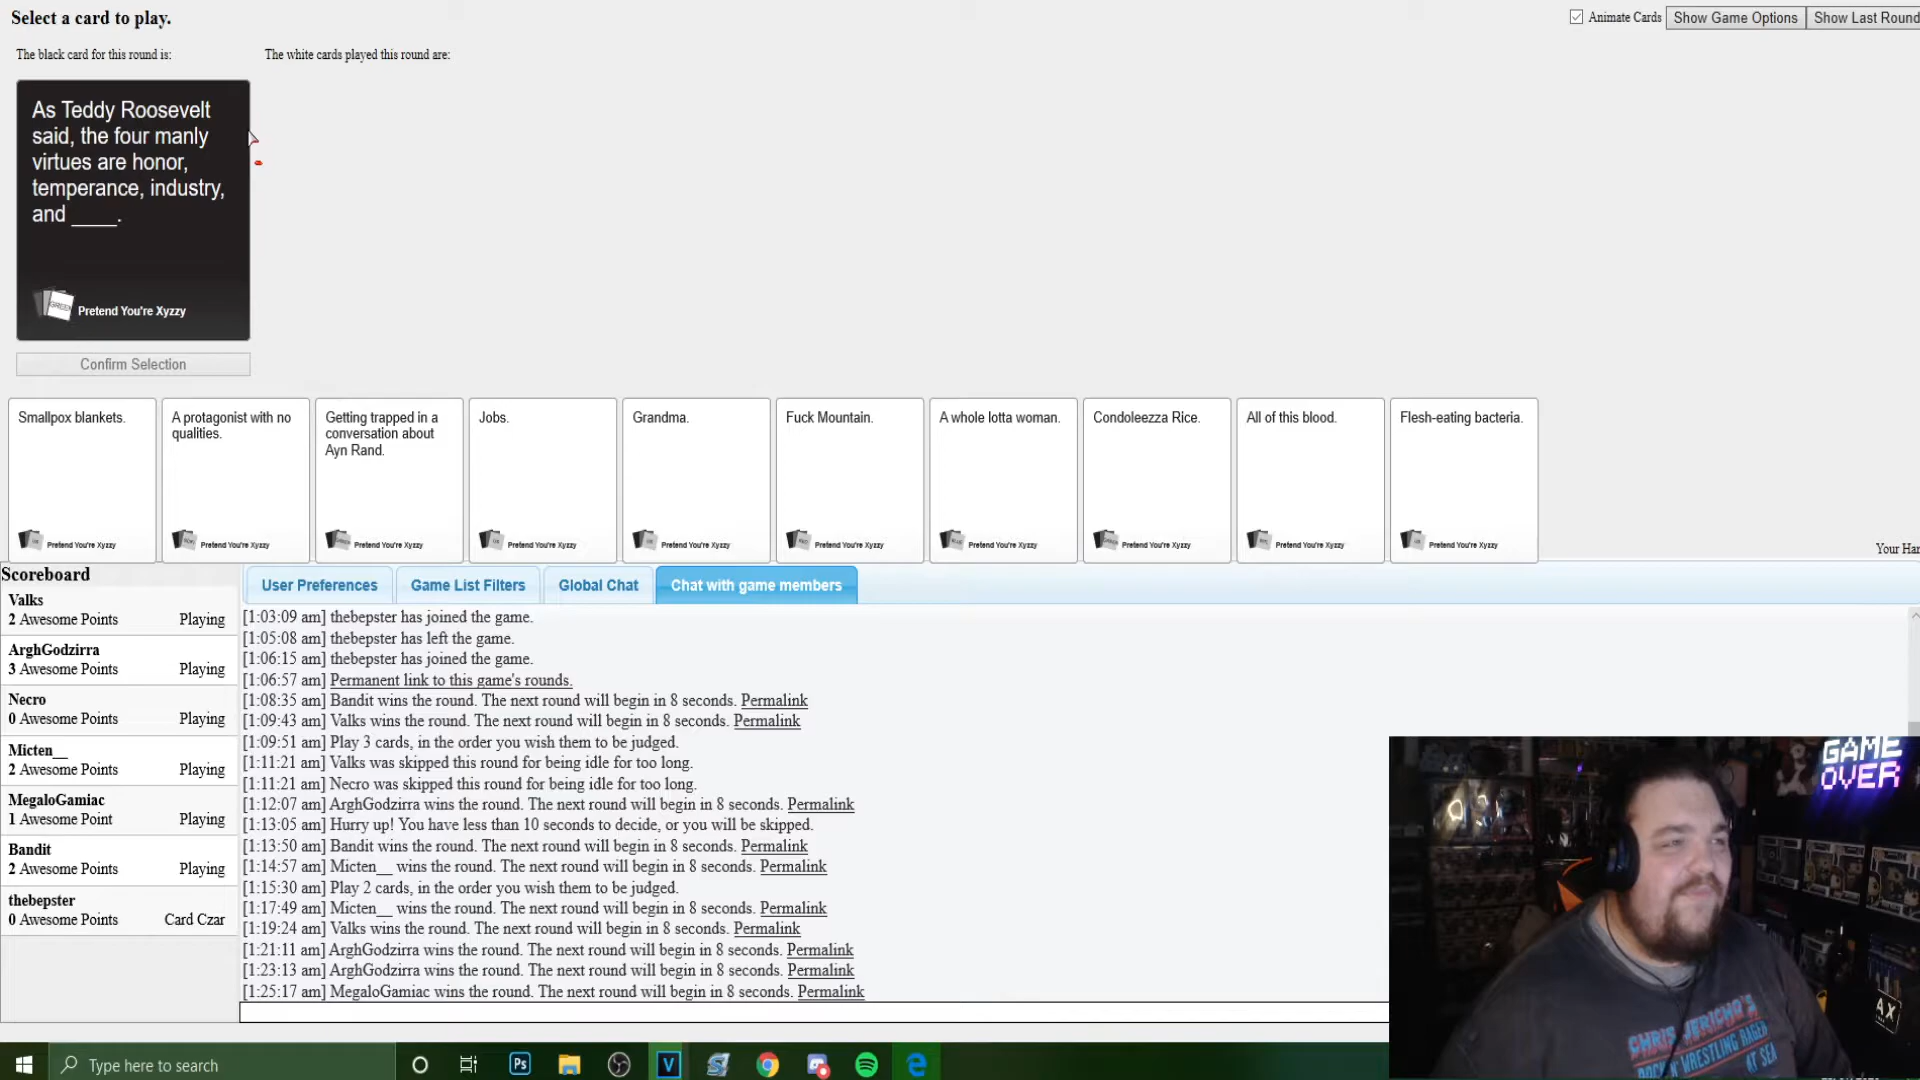 Select a card to play.
Animate Cards
Show Game Options
Show Last Round
The black card for this round is:
The white cards played this round are:
As Teddy Roosevelt
said, the four manly
virtues are honor,
temperance, industry,
and ____.
Pretend You're Xyzzy
Confirm Selection
Smallpox blankets.
Pretend You're Xyzzy
A protagonist with no
qualities.
Pretend You're Xyzzy
Getting trapped in a
conversation about
Ayn Rand.
Pretend You're Xyzzy
Jobs.
Pretend You're Xyzzy
Grandma.
Pretend You're Xyzzy
Fuck Mountain.
Pretend You're Xyzzy
A whole lotta woman.
Pretend You're Xyzzy
Condoleezza Rice.
Pretend You're Xyzzy
All of this blood.
Pretend You're Xyzzy
Flesh-eating bacteria.
Pretend You're Xyzzy
Your Han
Scoreboard
Valks
2 Awesome Points Playing
ArghGodzirra
3 Awesome Points Playing
Necro
0 Awesome Points Playing
Micten__
2 Awesome Points Playing
MegaloGamiac
1 Awesome Point Playing
Bandit
2 Awesome Points Playing
thebepster
0 Awesome Points Card Czar
User Preferences
Game List Filters
Global Chat
Chat with game members
[1:03:09 am] thebepster has joined the game.
[1:05:08 am] thebepster has left the game.
[1:06:15 am] thebepster has joined the game.
[1:06:57 am] Permanent link to this game's rounds.
[1:08:35 am] Bandit wins the round. The next round will begin in 8 seconds. Permalink
[1:09:43 am] Valks wins the round. The next round will begin in 8 seconds. Permalink
[1:09:51 am] Play 3 cards, in the order you wish them to be judged.
[1:11:21 am] Valks was skipped this round for being idle for too long.
[1:11:21 am] Necro was skipped this round for being idle for too long.
[1:12:07 am] ArghGodzirra wins the round. The next round will begin in 8 seconds. Permalink
[1:13:05 am] Hurry up! You have less than 10 seconds to decide, or you will be skipped.
[1:13:50 am] Bandit wins the round. The next round will begin in 8 seconds. Permalink
[1:14:57 am] Micten__ wins the round. The next round will begin in 8 seconds. Permalink
[1:15:30 am] Play 2 cards, in the order you wish them to be judged.
[1:17:49 am] Micten__ wins the round. The next round will begin in 8 seconds. Permalink
[1:19:24 am] Valks wins the round. The next round will begin in 8 seconds. Permalink
[1:21:11 am] ArghGodzirra wins the round. The next round will begin in 8 seconds. Permalink
[1:23:13 am] ArghGodzirra wins the round. The next round will begin in 8 seconds. Permalink
[1:25:17 am] MegaloGamiac wins the round. The next round will begin in 8 seconds. Permalink
GAME
OVER
CHRIS JERICHO'S
ROCK N' WRESTLING RAGER
AT SEA
Type here to search
Ps
V